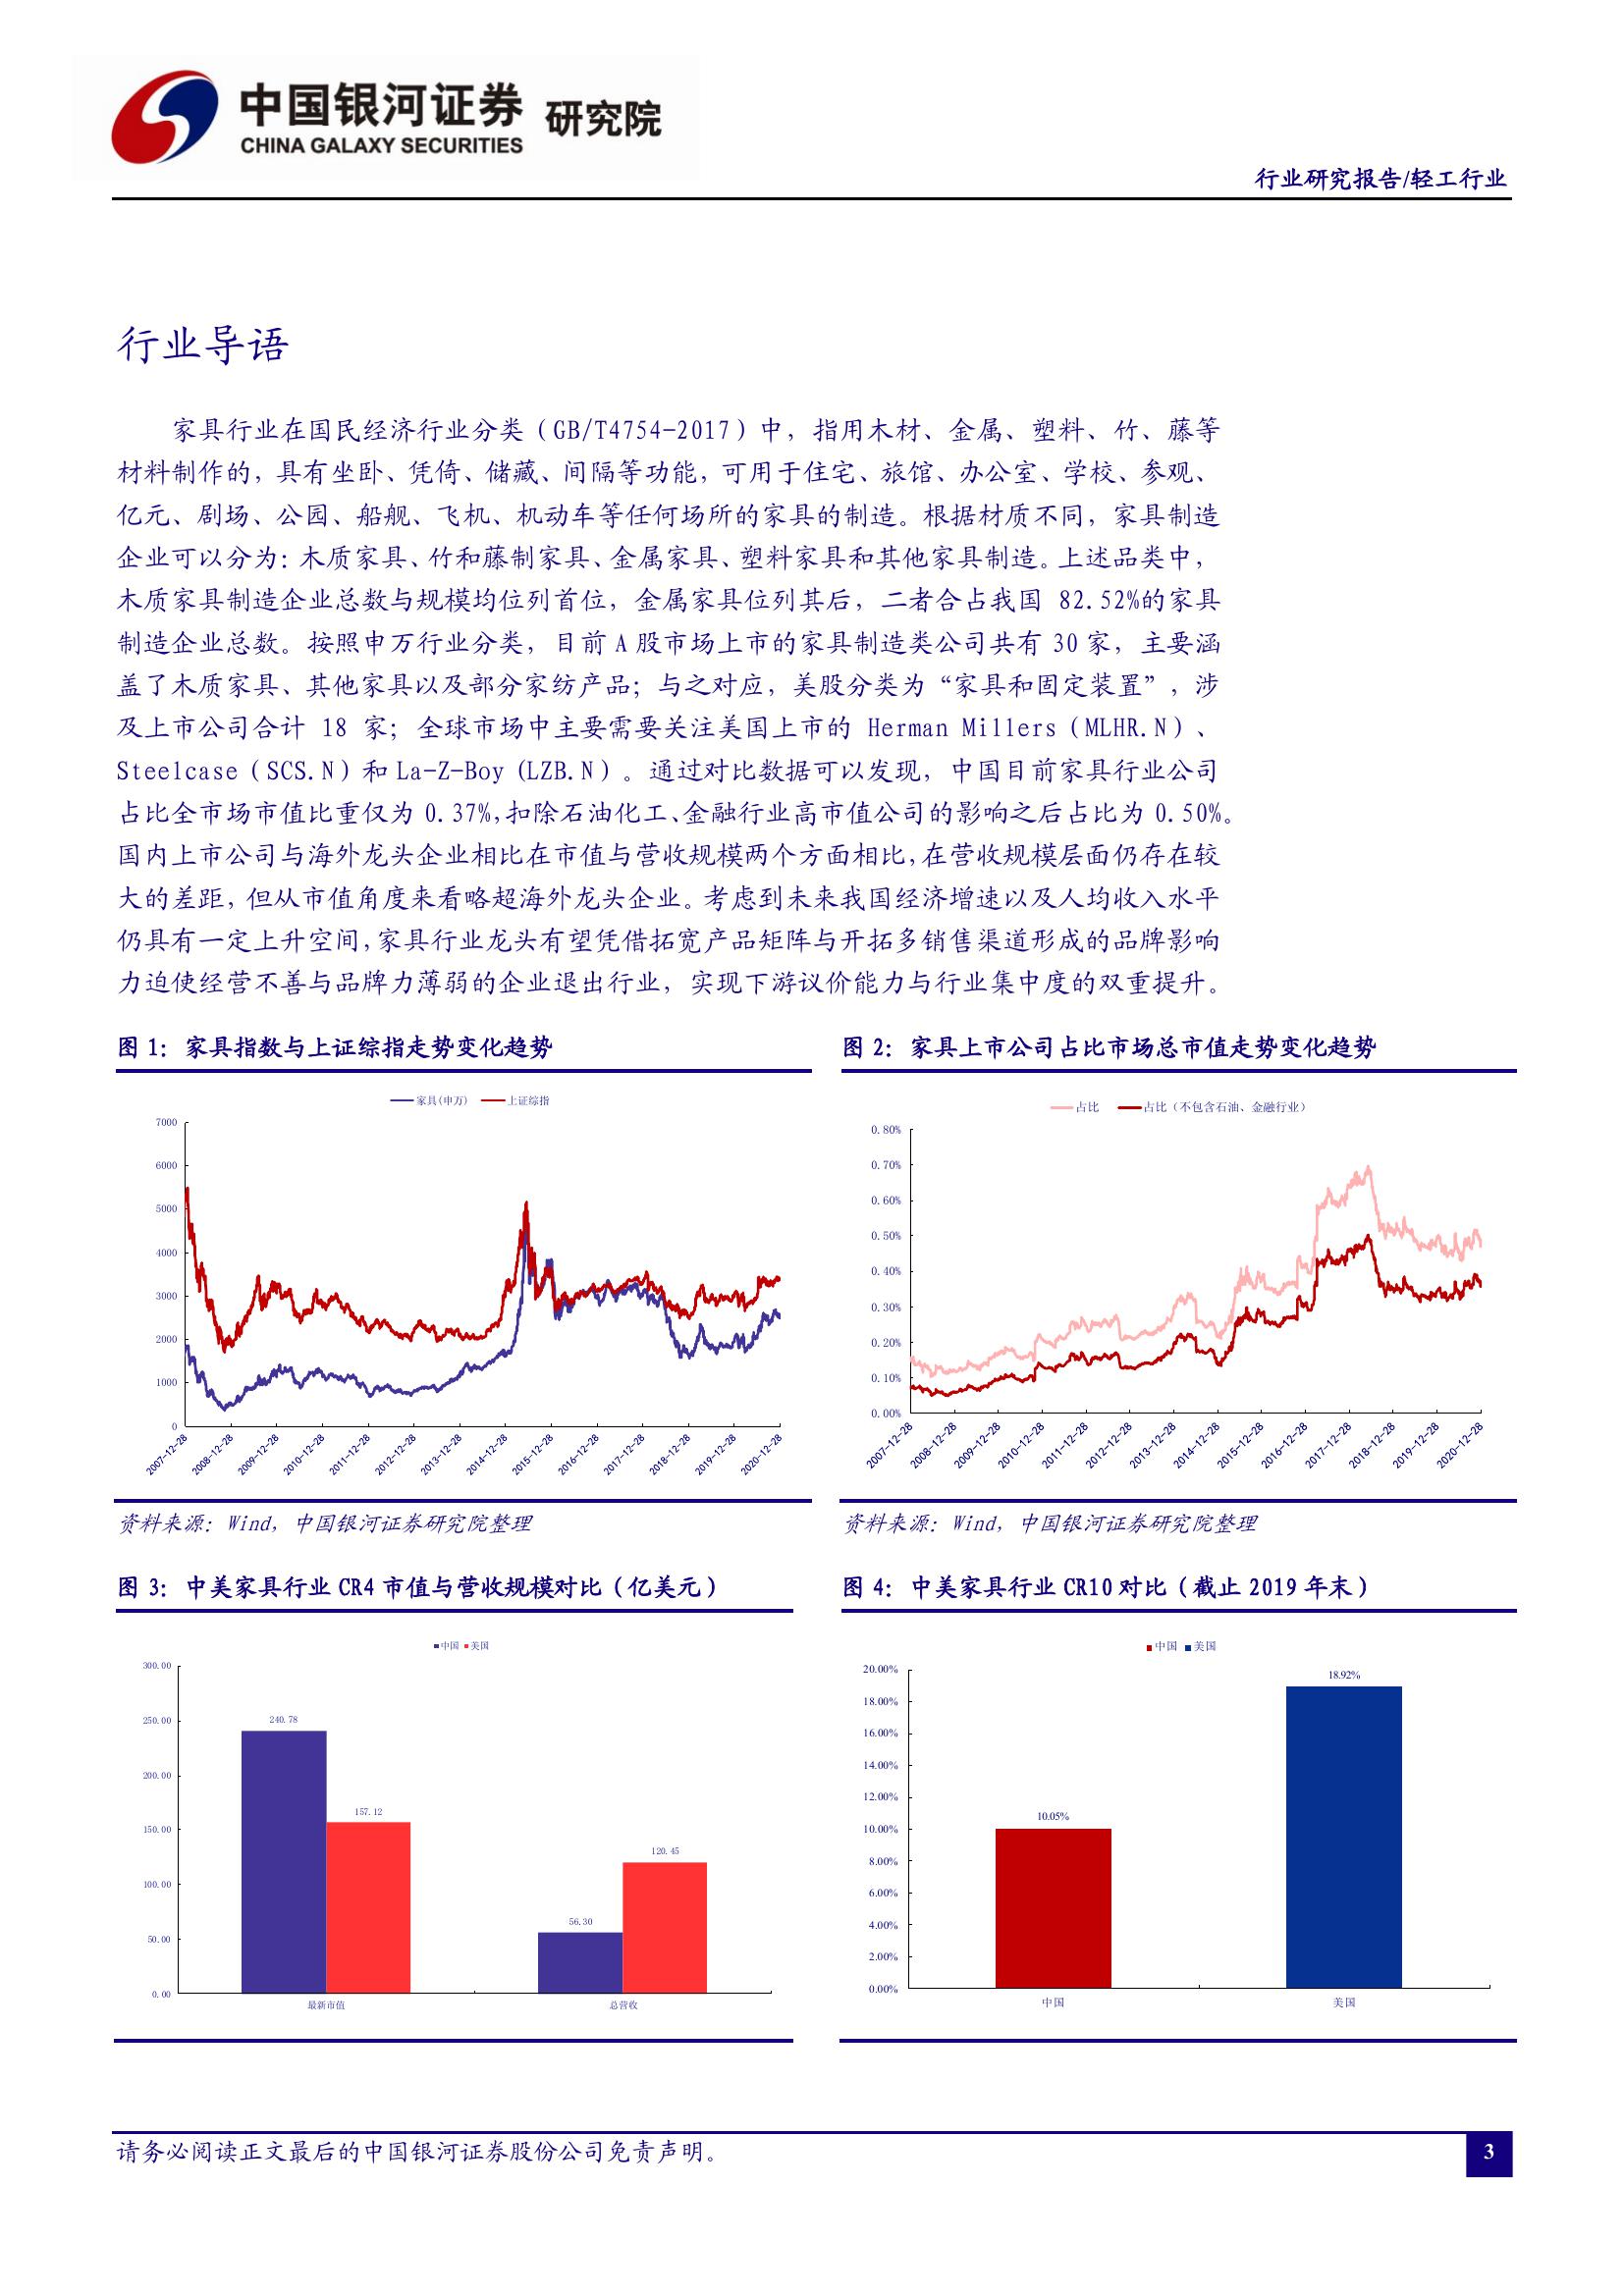 中国银河证券 研究院
CHINA GALAXY SECURITIES
行业研究报告/轻工行业
行业导语
家具行业在国民经济行业分类（GB/T4754-2017）中，指用木材、金属、塑料、竹、藤等
材料制作的，具有坐卧、凭倚、储藏、间隔等功能，可用于住宅、旅馆、办公室、学校、参观、
亿元、剧场、公园、船舰、飞机、机动车等任何场所的家具的制造。根据材质不同，家具制造
企业可以分为：木质家具、竹和藤制家具、金属家具、塑料家具和其他家具制造。上述品类中，
木质家具制造企业总数与规模均位列首位，金属家具位列其后，二者合占我国 82.52%的家具
制造企业总数。按照申万行业分类，目前 A 股市场上市的家具制造类公司共有 30 家，主要涵
盖了木质家具、其他家具以及部分家纺产品；与之对应，美股分类为“家具和固定装置”，涉
及上市公司合计 18 家；全球市场中主要需要关注美国上市的 Herman Millers（MLHR.N）、
Steelcase（SCS.N）和 La-Z-Boy (LZB.N）。通过对比数据可以发现，中国目前家具行业公司
占比全市场市值比重仅为 0.37%，扣除石油化工、金融行业高市值公司的影响之后占比为 0.50%。
国内上市公司与海外龙头企业相比在市值与营收规模两个方面相比，在营收规模层面仍存在较
大的差距，但从市值角度来看略超海外龙头企业。考虑到未来我国经济增速以及人均收入水平
仍具有一定上升空间，家具行业龙头有望凭借拓宽产品矩阵与开拓多销售渠道形成的品牌影响
力迫使经营不善与品牌力薄弱的企业退出行业，实现下游议价能力与行业集中度的双重提升。
图 1：家具指数与上证综指走势变化趋势
家具(申万) 上证综指
7000
6000
5000
4000
3000
2000
1000
0
2007-12-28 2008-12-28 2009-12-28 2010-12-28 2011-12-28 2012-12-28 2013-12-28 2014-12-28 2015-12-28 2016-12-28 2017-12-28 2018-12-28 2019-12-28 2020-12-28
资料来源：Wind，中国银河证券研究院整理
图 2：家具上市公司占比市场总市值走势变化趋势
占比 占比（不包含石油、金融行业）
0.80%
0.70%
0.60%
0.50%
0.40%
0.30%
0.20%
0.10%
0.00%
2007-12-28 2008-12-28 2009-12-28 2010-12-28 2011-12-28 2012-12-28 2013-12-28 2014-12-28 2015-12-28 2016-12-28 2017-12-28 2018-12-28 2019-12-28 2020-12-28
资料来源：Wind，中国银河证券研究院整理
图 3：中美家具行业 CR4 市值与营收规模对比（亿美元）
中国 美国
300.00
250.00
200.00
150.00
100.00
50.00
0.00
240.78
157.12
56.30
120.45
最新市值 总营收
图 4：中美家具行业 CR10 对比（截止 2019 年末）
中国 美国
20.00%
18.00%
16.00%
14.00%
12.00%
10.00%
8.00%
6.00%
4.00%
2.00%
0.00%
10.05%
18.92%
中国 美国
请务必阅读正文最后的中国银河证券股份公司免责声明。
3